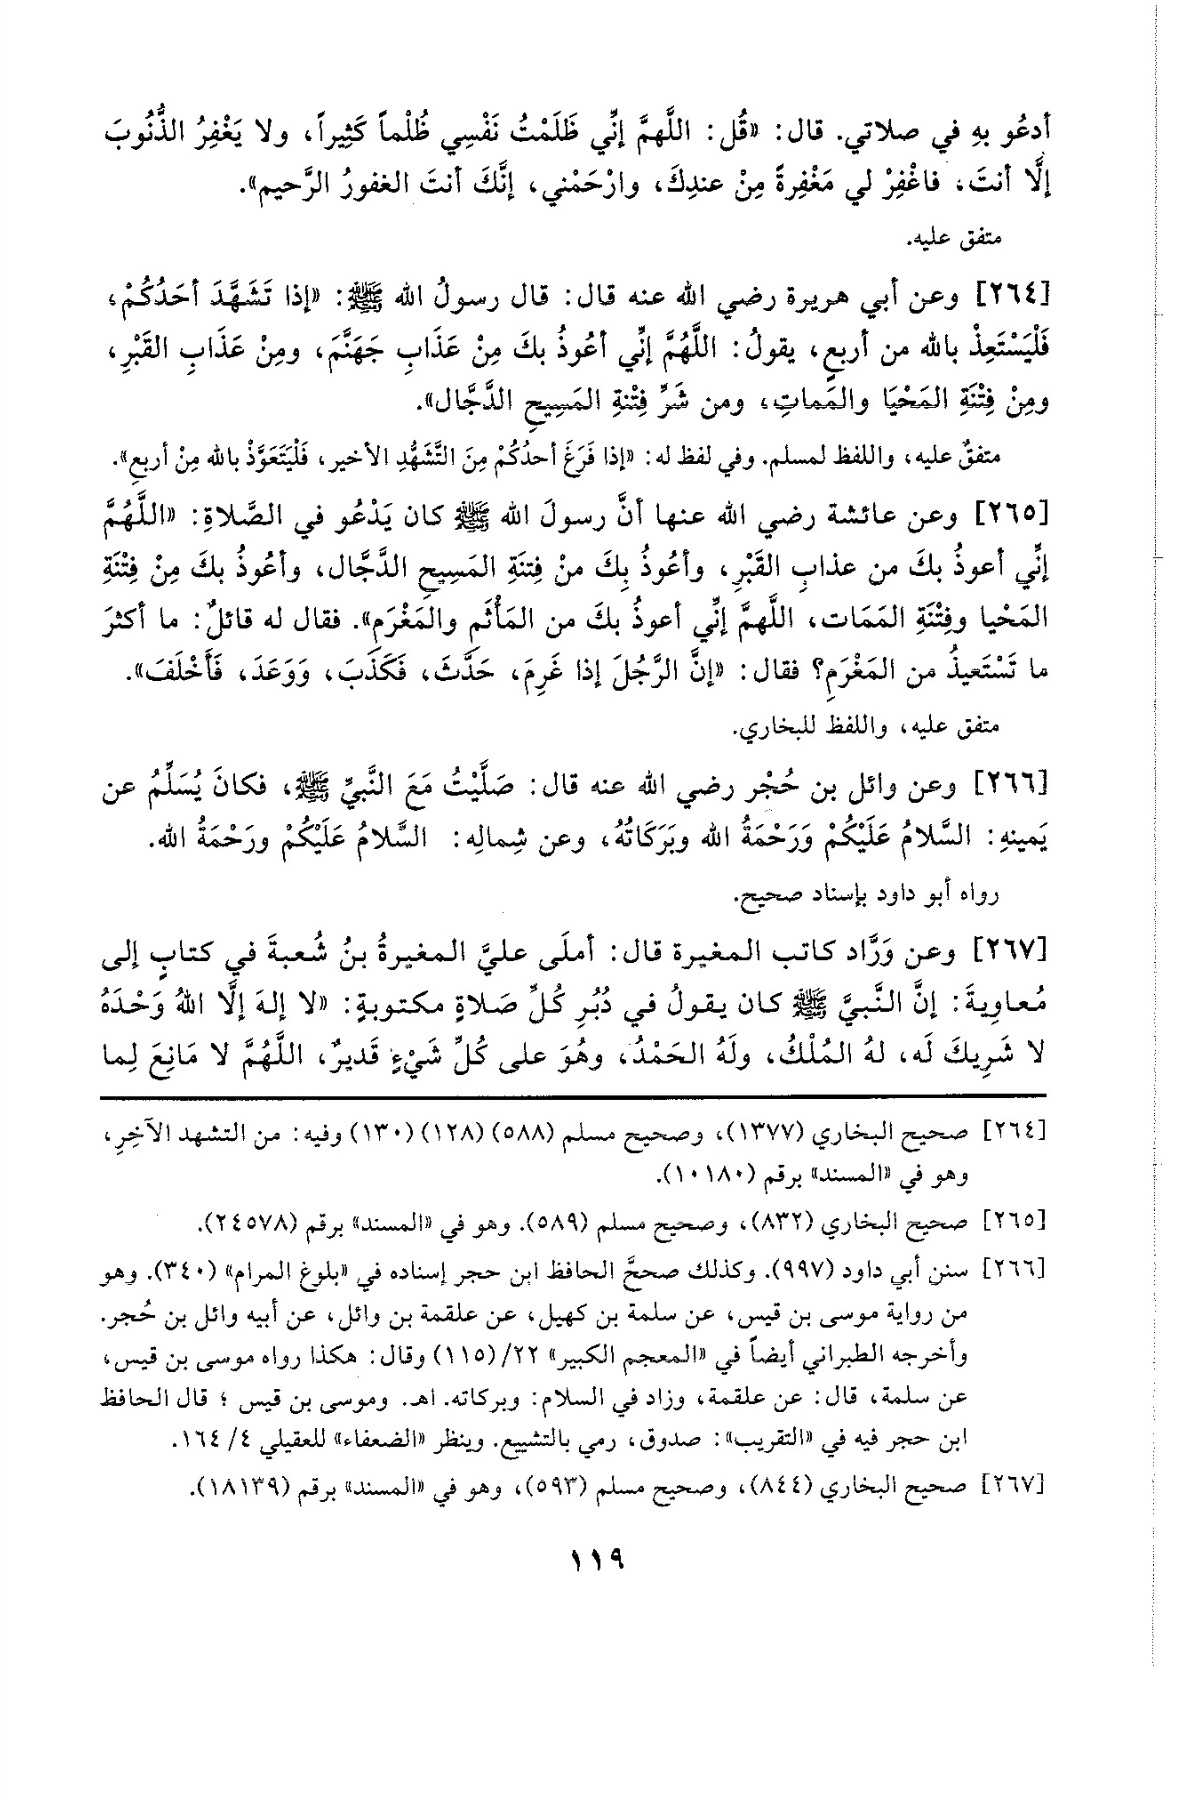 أدعُو بهِ في صلاتي. قال: «قُل: اللَّهمَّ إنِّي ظَلَمْتُ نَفْسِي ظُلْماً كَثِيراً، ولا يَغْفِرُ الذُّنُوبَ
إلَّا أنتَ، فاغْفِرْ لي مَغْفِرةً مِنْ عندِكَ، وارْحَمْني، إنَّكَ أنتَ الغفورُ الرَّحيم».
متفق عليه.
[٢٦٤] وعن أبي هريرة رضي الله عنه قال: قال رسولُ الله ﷺ: «إذا تَشَهَّدَ أحَدُكُمْ،
فَلْيَسْتَعِذْ بالله من أربعٍ، يقولُ: اللَّهُمَّ إنِّي أعُوذُ بكَ مِنْ عَذَابِ جَهَنَّمَ، ومِنْ عَذَابِ القَبْرِ،
ومِنْ فِتْنَةِ المَحْيَا والمَماتِ، ومن شَرِّ فِتْنةِ المَسِيحِ الدَّجَّال».
متفقٌ عليه، واللفظ لمسلم. وفي لفظ له: «إذا فَرَغَ أحدُكُمْ مِنَ التَّشَهُّدِ الأخير، فَلْيَتَعَوَّذْ بالله مِنْ أربعٍ».
[٢٦٥] وعن عائشة رضي الله عنها أنَّ رسولَ الله ﷺ كان يَدْعُو في الصَّلاةِ: «اللَّهُمَّ
إنِّي أعوذُ بكَ من عذابِ القَبْرِ، وأعُوذُ بِكَ منْ فِتنَةِ المَسِيحِ الدَّجَّال، وأعُوذُ بكَ مِنْ فِتْنَةِ
المَحْيا وفِتْنَةِ المَمَات، اللَّهمَّ إنِّي أعوذُ بكَ من المَأْثَمِ والمَغْرَمِ». فقال له قائلٌ: ما أكثرَ
ما تَسْتَعيذُ من المَغْرَمِ؟ فقال: «إنَّ الرَّجُلَ إذا غَرِمَ، حَدَّثَ، فَكَذَبَ، وَوَعَدَ، فَأَخْلَفَ».
متفق عليه، واللفظ للبخاري.
[٢٦٦] وعن وائل بن حُجْر رضي الله عنه قال: صَلَّيْتُ مَعَ النَّبيِّ ﷺ، فكانَ يُسَلِّمُ عن
يَمينهِ: السَّلامُ عَلَيْكُمْ وَرَحْمَةُ الله وبَرَكَاتُهُ، وعن شِمالِه: السَّلامُ عَلَيْكُمْ ورَحْمَةُ الله.
رواه أبو داود بإسناد صحيح.
[٢٦٧] وعن وَرَّاد كاتب المغيرة قال: أملَى عليَّ المغيرةُ بنُ شُعبةَ في كتابٍ إلى
مُعاوِيةَ: إنَّ النَّبيَّ ﷺ كان يقولُ في دُبُرِ كُلِّ صَلاةٍ مكتوبةٍ: «لا إلهَ إلَّا اللهُ وَحْدَهُ
لا شَرِيكَ لَه، لهُ المُلْكُ، ولَهُ الحَمْدُ، وهُوَ على كُلِّ شَيْءٍ قَديرٌ، اللَّهُمَّ لا مَانِعَ لِما
[٢٦٤] صحيح البخاري (١٣٧٧)، وصحيح مسلم (٥٨٨) (١٢٨) (١٣٠) وفيه: من التشهد الآخِرِ،
وهو في «المسند» برقم (١٠١٨٠).
[٢٦٥] صحيح البخاري (٨٣٢)، وصحيح مسلم (٥٨٩). وهو في «المسند» برقم (٢٤٥٧٨).
[٢٦٦] سنن أبي داود (٩٩٧). وكذلك صححَّ الحافظ ابن حجر إسناده في «بلوغ المرام» (٣٤٠). وهو
من رواية موسى بن قيس، عن سلمة بن كهيل، عن علقمة بن وائل، عن أبيه وائل بن حُجر.
وأخرجه الطبراني أيضاً في «المعجم الكبير» ٢٢/ (١١٥) وقال: هكذا رواه موسى بن قيس،
عن سلمة، قال: عن علقمة، وزاد في السلام: وبركاته. اهـ. وموسى بن قيس ؛ قال الحافظ
ابن حجر فيه في «التقريب»: صدوق، رمي بالتشييع. وينظر «الضعفاء» للعقيلي ٤/ ١٦٤.
[٢٦٧] صحيح البخاري (٨٤٤)، وصحيح مسلم (٥٩٣)، وهو في «المسند» برقم (١٨١٣٩).
١١٩